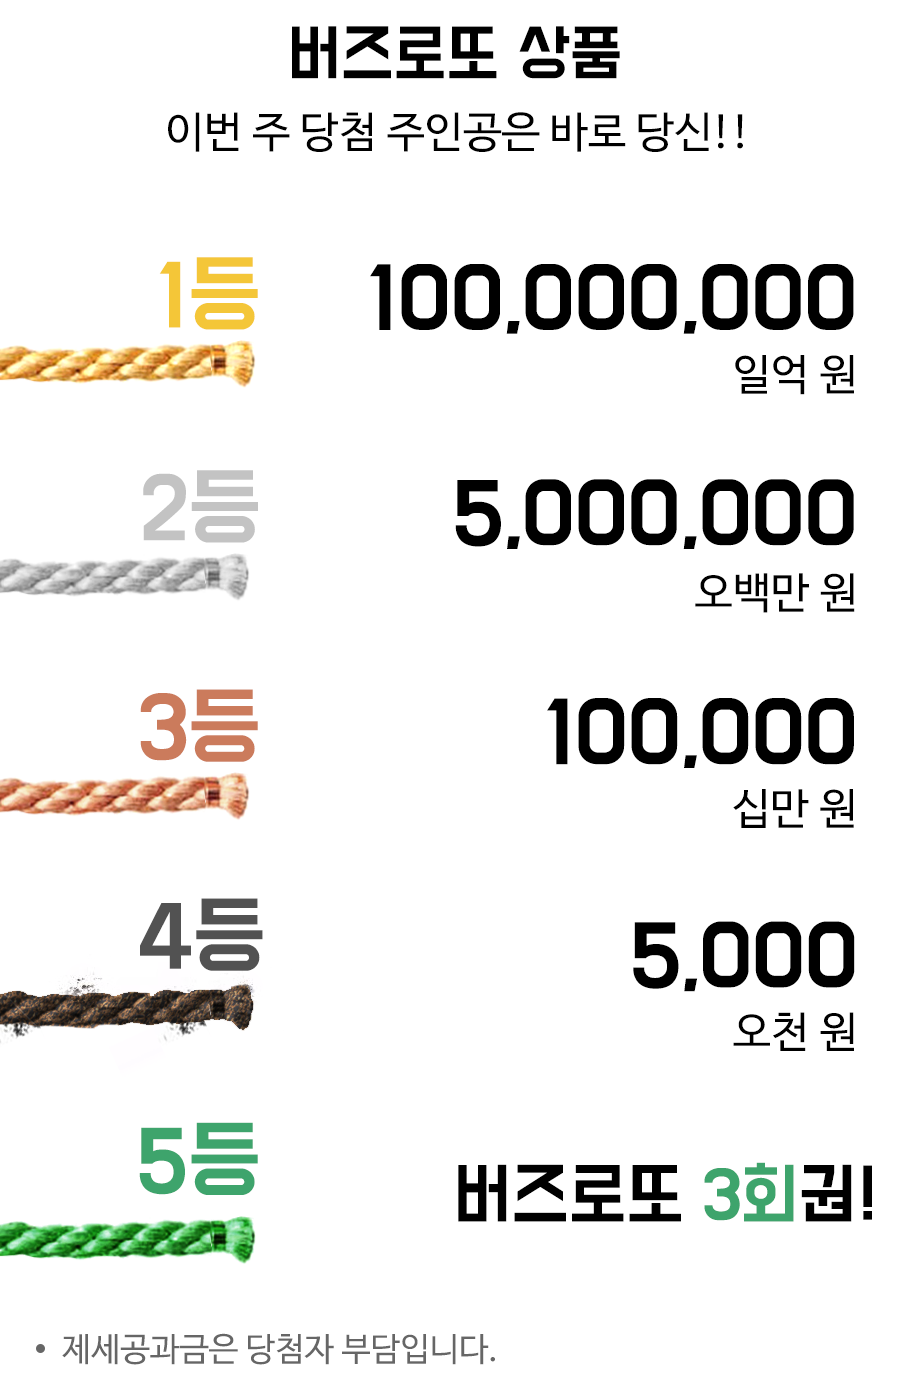 버즈로또 상품
이번 주 당첨 주인공은 바로 당신!!
1등
100,000,000
일억 원
2등
5,000,000
오백만 원
3등
100,000
십만 원
4등
5,000
오천 원
5등
버즈로또 3회권!
• 제세공과금은 당첨자 부담입니다.